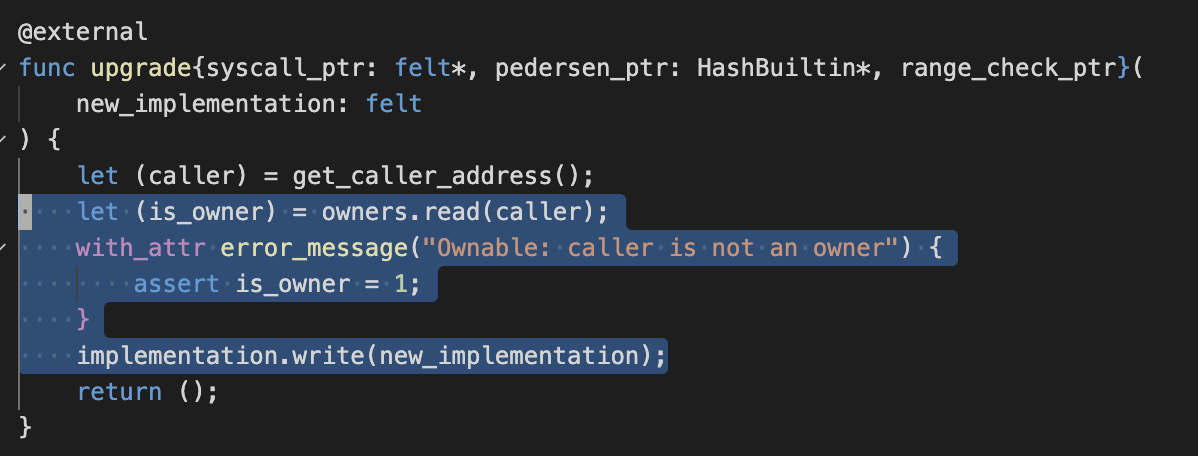 @external
func upgrade{syscall_ptr: felt*, pedersen_ptr: HashBuiltin*, range_check_ptr}(
    new_implementation: felt
) {
    let (caller) = get_caller_address();
    let (is_owner) = owners.read(caller);
    with_attr error_message("Ownable: caller is not an owner") {
        assert is_owner = 1;
    }
    implementation.write(new_implementation);
    return ();
}